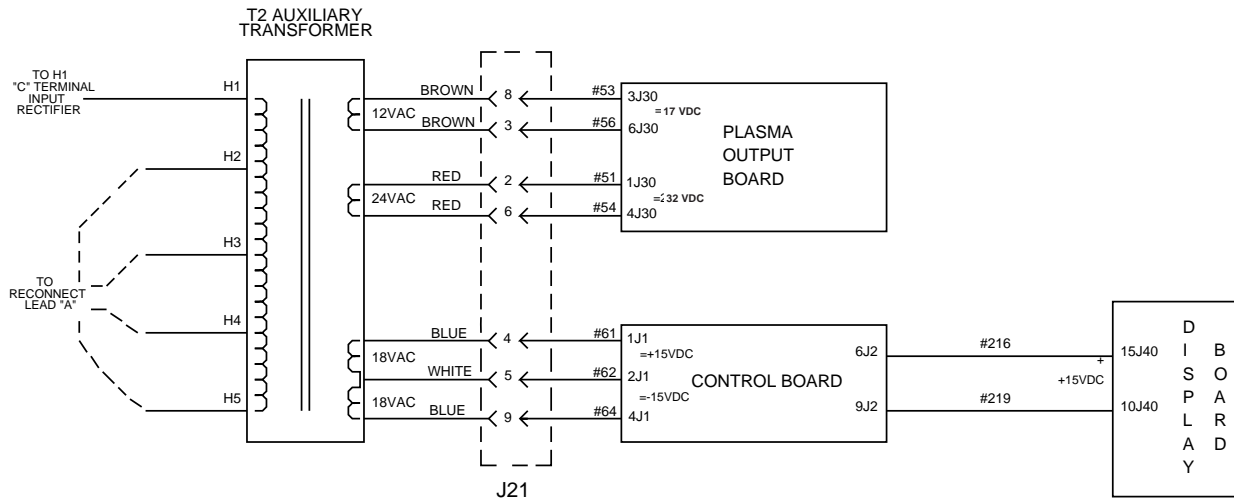 T2 AUXILIARY
TRANSFORMER
TO H1
"C" TERMINAL
INPUT
RECTIFIER
H1
H2
H3
H4
H5
TO
RECONNECT
LEAD "A"
12VAC
24VAC
18VAC
18VAC
BROWN
BROWN
RED
RED
BLUE
WHITE
BLUE
8
3
2
6
4
5
9
J21
#53
#56
#51
#54
#61
#62
#64
3J30
=17 VDC
6J30
1J30
32 VDC
4J30
PLASMA
OUTPUT
BOARD
1J1
=+15VDC
2J1
=-15VDC
4J1
CONTROL BOARD
6J2
9J2
#216
#219
+
+15VDC
15J40
10J40
DISPLAY
BOARD